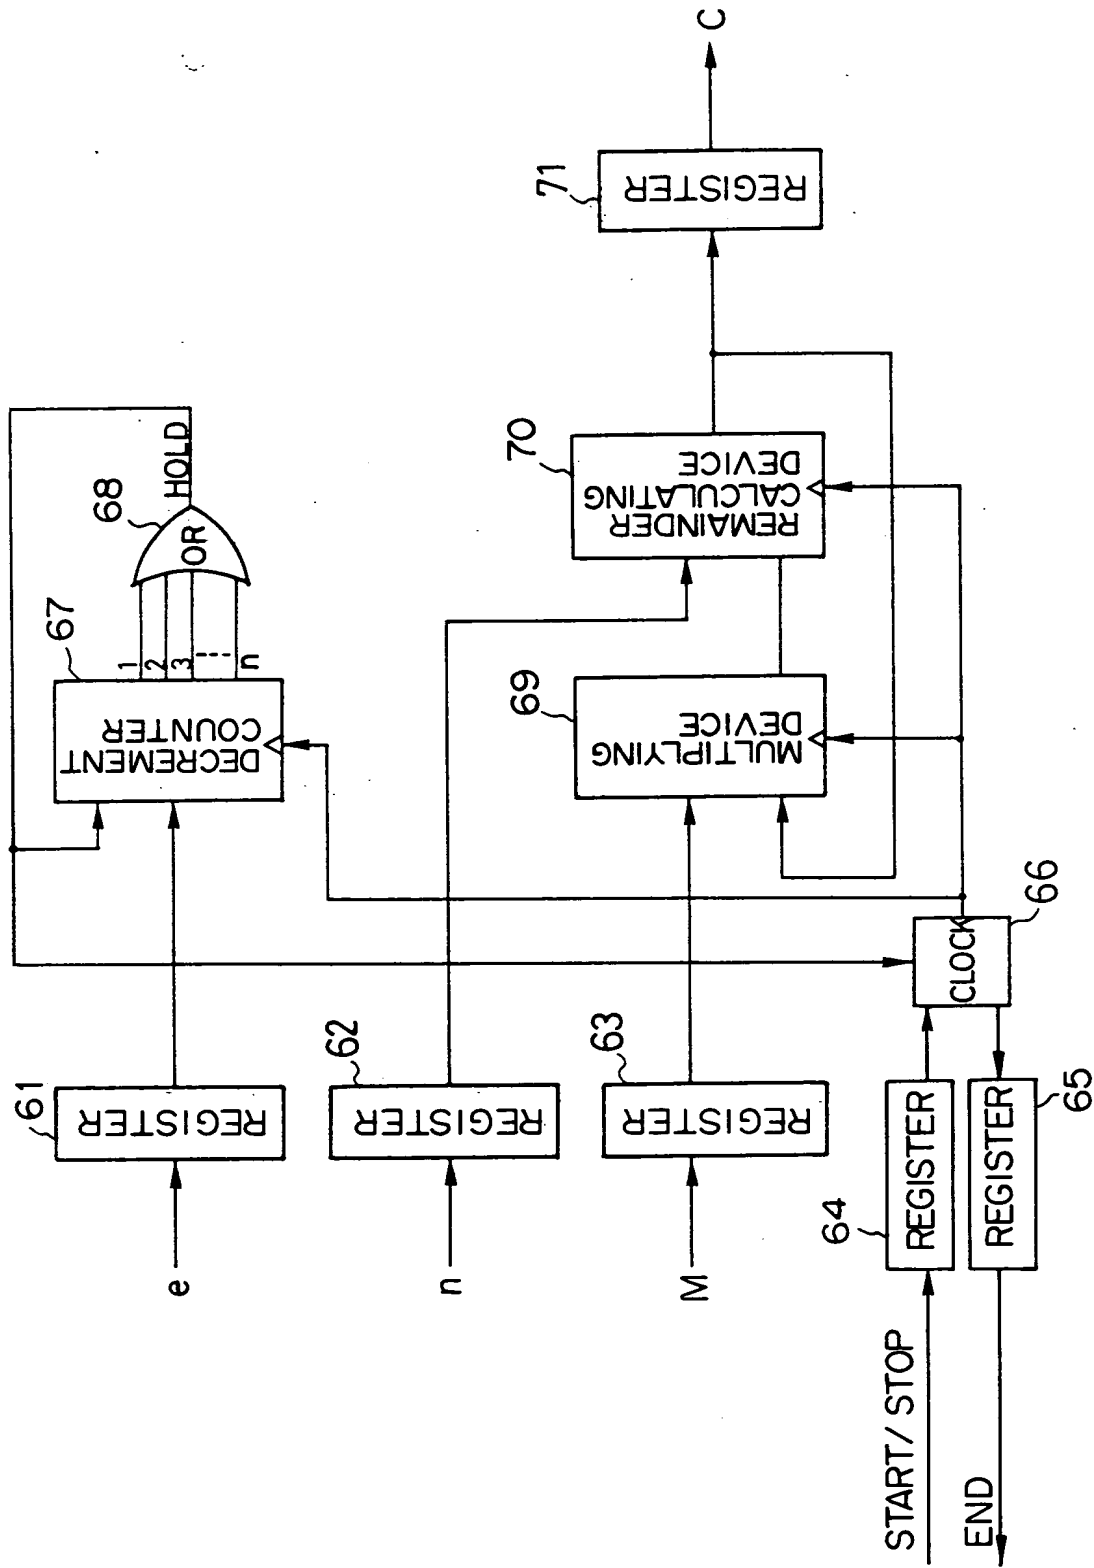 e
61
REGISTER
n
62
REGISTER
M
63
REGISTER
START/STOP
64
REGISTER
END
65
REGISTER
66
CLOCK
67
DECREMENT
COUNTER
1
2
3
n
68
OR
HOLD
69
MULTIPLYING
DEVICE
70
REMAINDER
CALCULATING
DEVICE
71
REGISTER
C